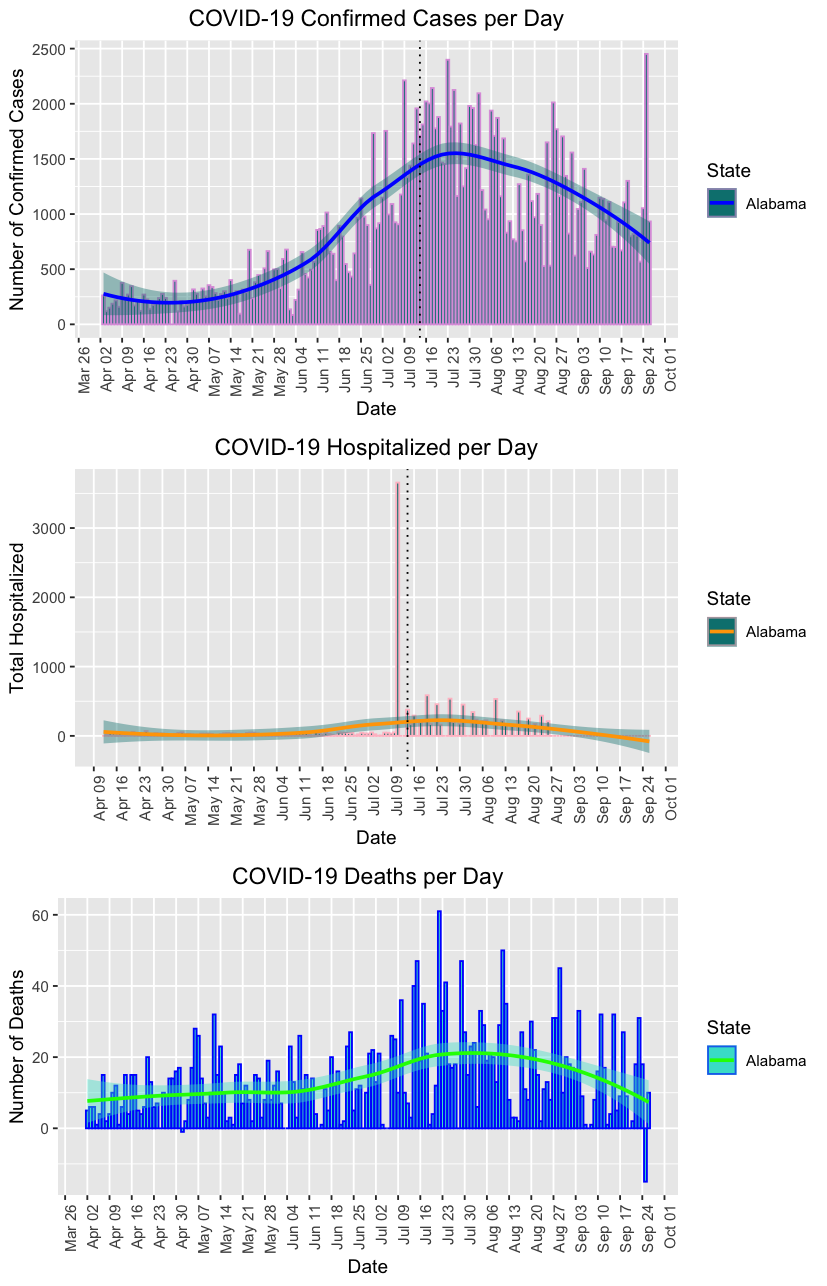 COVID-19 Confirmed Cases per Day
Number of Confirmed Cases
2500
2000
1500
1000
500
0
Mar 26 Apr 02 Apr 09 Apr 16 Apr 23 Apr 30 May 07 May 14 May 21 May 28 Jun 04 Jun 11 Jun 18 Jun 25 Jul 02 Jul 09 Jul 16 Jul 23 Jul 30 Aug 06 Aug 13 Aug 20 Aug 27 Sep 03 Sep 10 Sep 17 Sep 24 Oct 01
Date
State
Alabama
COVID-19 Hospitalized per Day
Total Hospitalized
3000
2000
1000
0
Apr 09 Apr 16 Apr 23 Apr 30 May 07 May 14 May 21 May 28 Jun 04 Jun 11 Jun 18 Jun 25 Jul 02 Jul 09 Jul 16 Jul 23 Jul 30 Aug 06 Aug 13 Aug 20 Aug 27 Sep 03 Sep 10 Sep 17 Sep 24 Oct 01
Date
State
Alabama
COVID-19 Deaths per Day
Number of Deaths
60
40
20
0
Mar 26 Apr 02 Apr 09 Apr 16 Apr 23 Apr 30 May 07 May 14 May 21 May 28 Jun 04 Jun 11 Jun 18 Jun 25 Jul 02 Jul 09 Jul 16 Jul 23 Jul 30 Aug 06 Aug 13 Aug 20 Aug 27 Sep 03 Sep 10 Sep 17 Sep 24 Oct 01
Date
State
Alabama